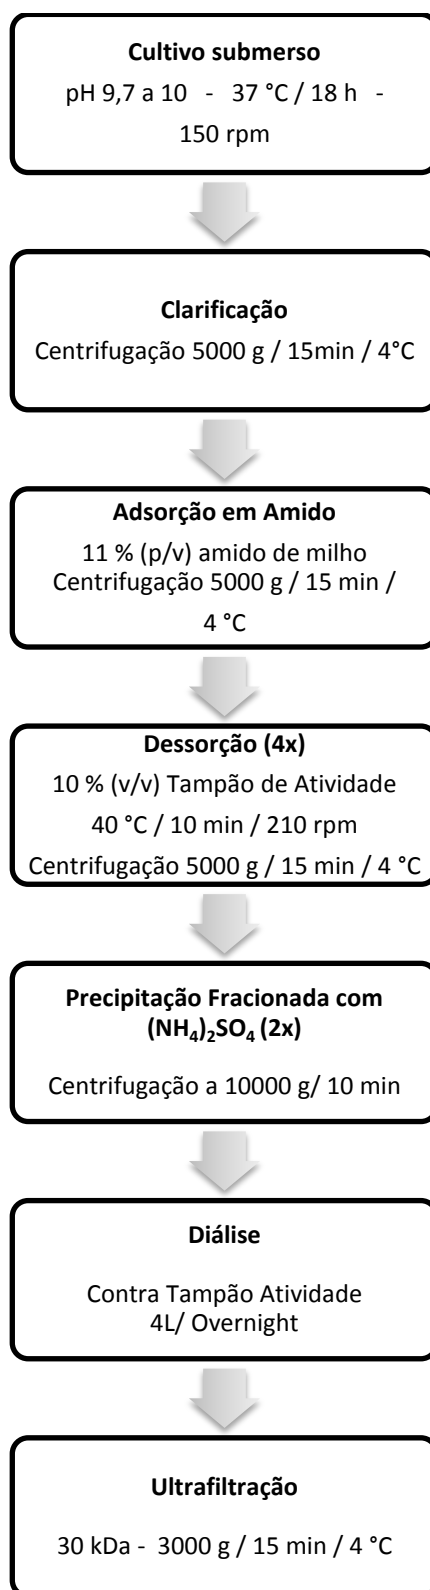 Cultivo submerso
pH 9,7 a 10 - 37 °C / 18 h -
150 rpm
Clarificação
Centrifugação 5000 g / 15min / 4°C
Adsorção em Amido
11 % (p/v) amido de milho
Centrifugação 5000 g / 15 min /
4 °C
Dessorção (4x)
10 % (v/v) Tampão de Atividade
40 °C / 10 min / 210 rpm
Centrifugação 5000 g / 15 min / 4 °C
Precipitação Fracionada com
(NH₄)₂SO₄ (2x)
Centrifugação a 10000 g/ 10 min
Diálise
Contra Tampão Atividade
4L/ Overnight
Ultrafiltração
30 kDa - 3000 g / 15 min / 4 °C